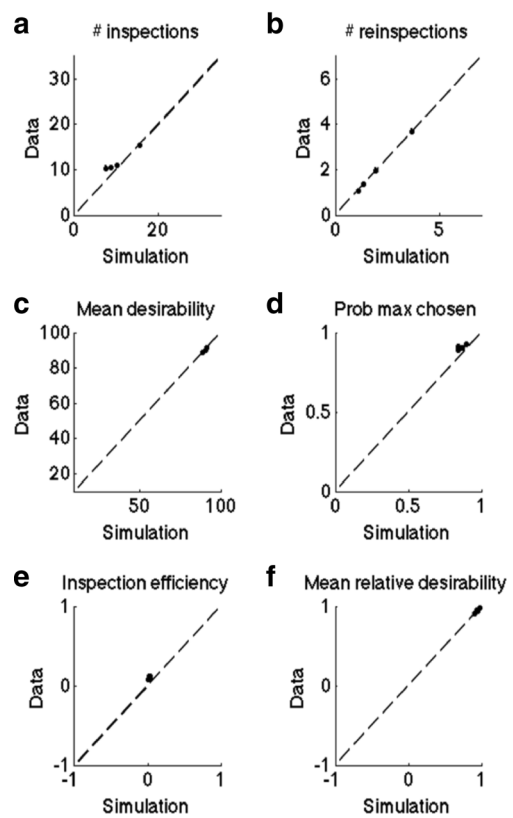 a
# inspections
30
20
10
0
0
20
Data
Simulation
b
# reinspections
6
4
2
0
0
5
Data
Simulation
c
Mean desirability
100
80
60
40
20
50
100
Data
Simulation
d
Prob max chosen
1
0.5
0
0
0.5
1
Data
Simulation
e
Inspection efficiency
1
0
-1
-1
0
1
Data
Simulation
f
Mean relative desirability
1
0
-1
-1
0
1
Data
Simulation